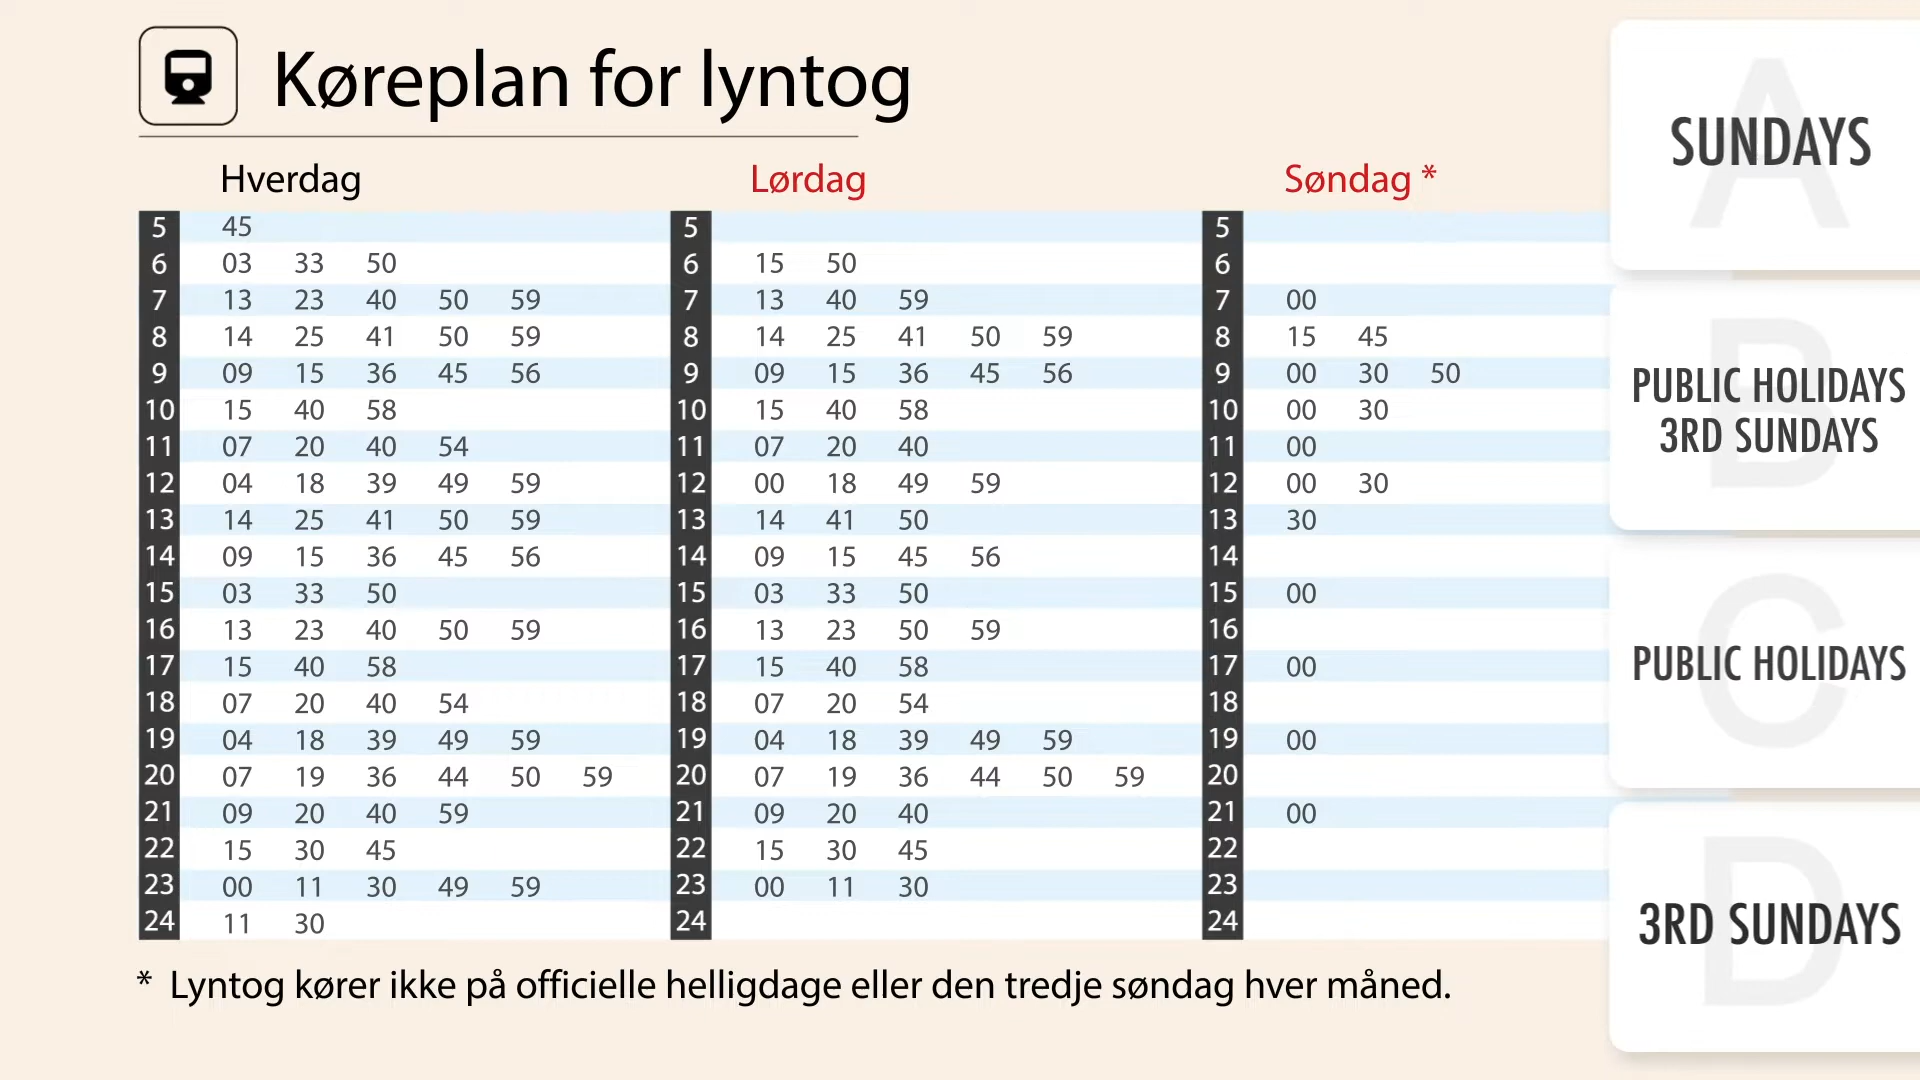 Køreplan for lyntog
Hverdag Lørdag Søndag *
5 45 5 5
6 03 33 50 6 15 50 6
7 13 23 40 50 59 7 13 40 59 7 00
8 14 25 41 50 59 8 14 25 41 50 59 8 15 45
9 09 15 36 45 56 9 09 15 36 45 56 9 00 30 50
10 15 40 58 10 15 40 58 10 00 30
11 07 20 40 54 11 07 20 40 11 00
12 04 18 39 49 59 12 00 18 49 59 12 00 30
13 14 25 41 50 59 13 14 41 50 13 30
14 09 15 36 45 56 14 09 15 45 56 14
15 03 33 50 15 03 33 50 15 00
16 13 23 40 50 59 16 13 23 50 59 16
17 15 40 58 17 15 40 58 17 00
18 07 20 40 54 18 07 20 54 18
19 04 18 39 49 59 19 04 18 39 49 59 19 00
20 07 19 36 44 50 59 20 07 19 36 44 50 59 20
21 09 20 40 59 21 09 20 40 21 00
22 15 30 45 22 15 30 45 22
23 00 11 30 49 59 23 00 11 30 23
24 11 30 24 24
* Lyntog kører ikke på officielle helligdage eller den tredje søndag hver måned.
A
SUNDAYS
B
PUBLIC HOLIDAYS
3RD SUNDAYS
C
PUBLIC HOLIDAYS
D
3RD SUNDAYS